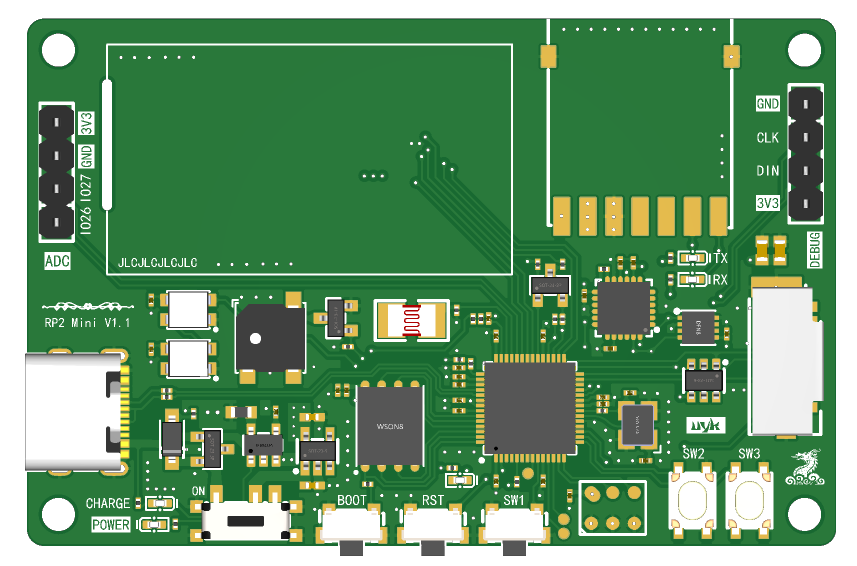 3V3
GND
IO27
IO26
ADC
GND
CLK
DIN
3V3
DEBUG
JLCJLCJLCJLC
TX
RX
RP2 Mini V1.1
WSON8
SW2
SW3
CHARGE
POWER
ON
BOOT
RST
SW1